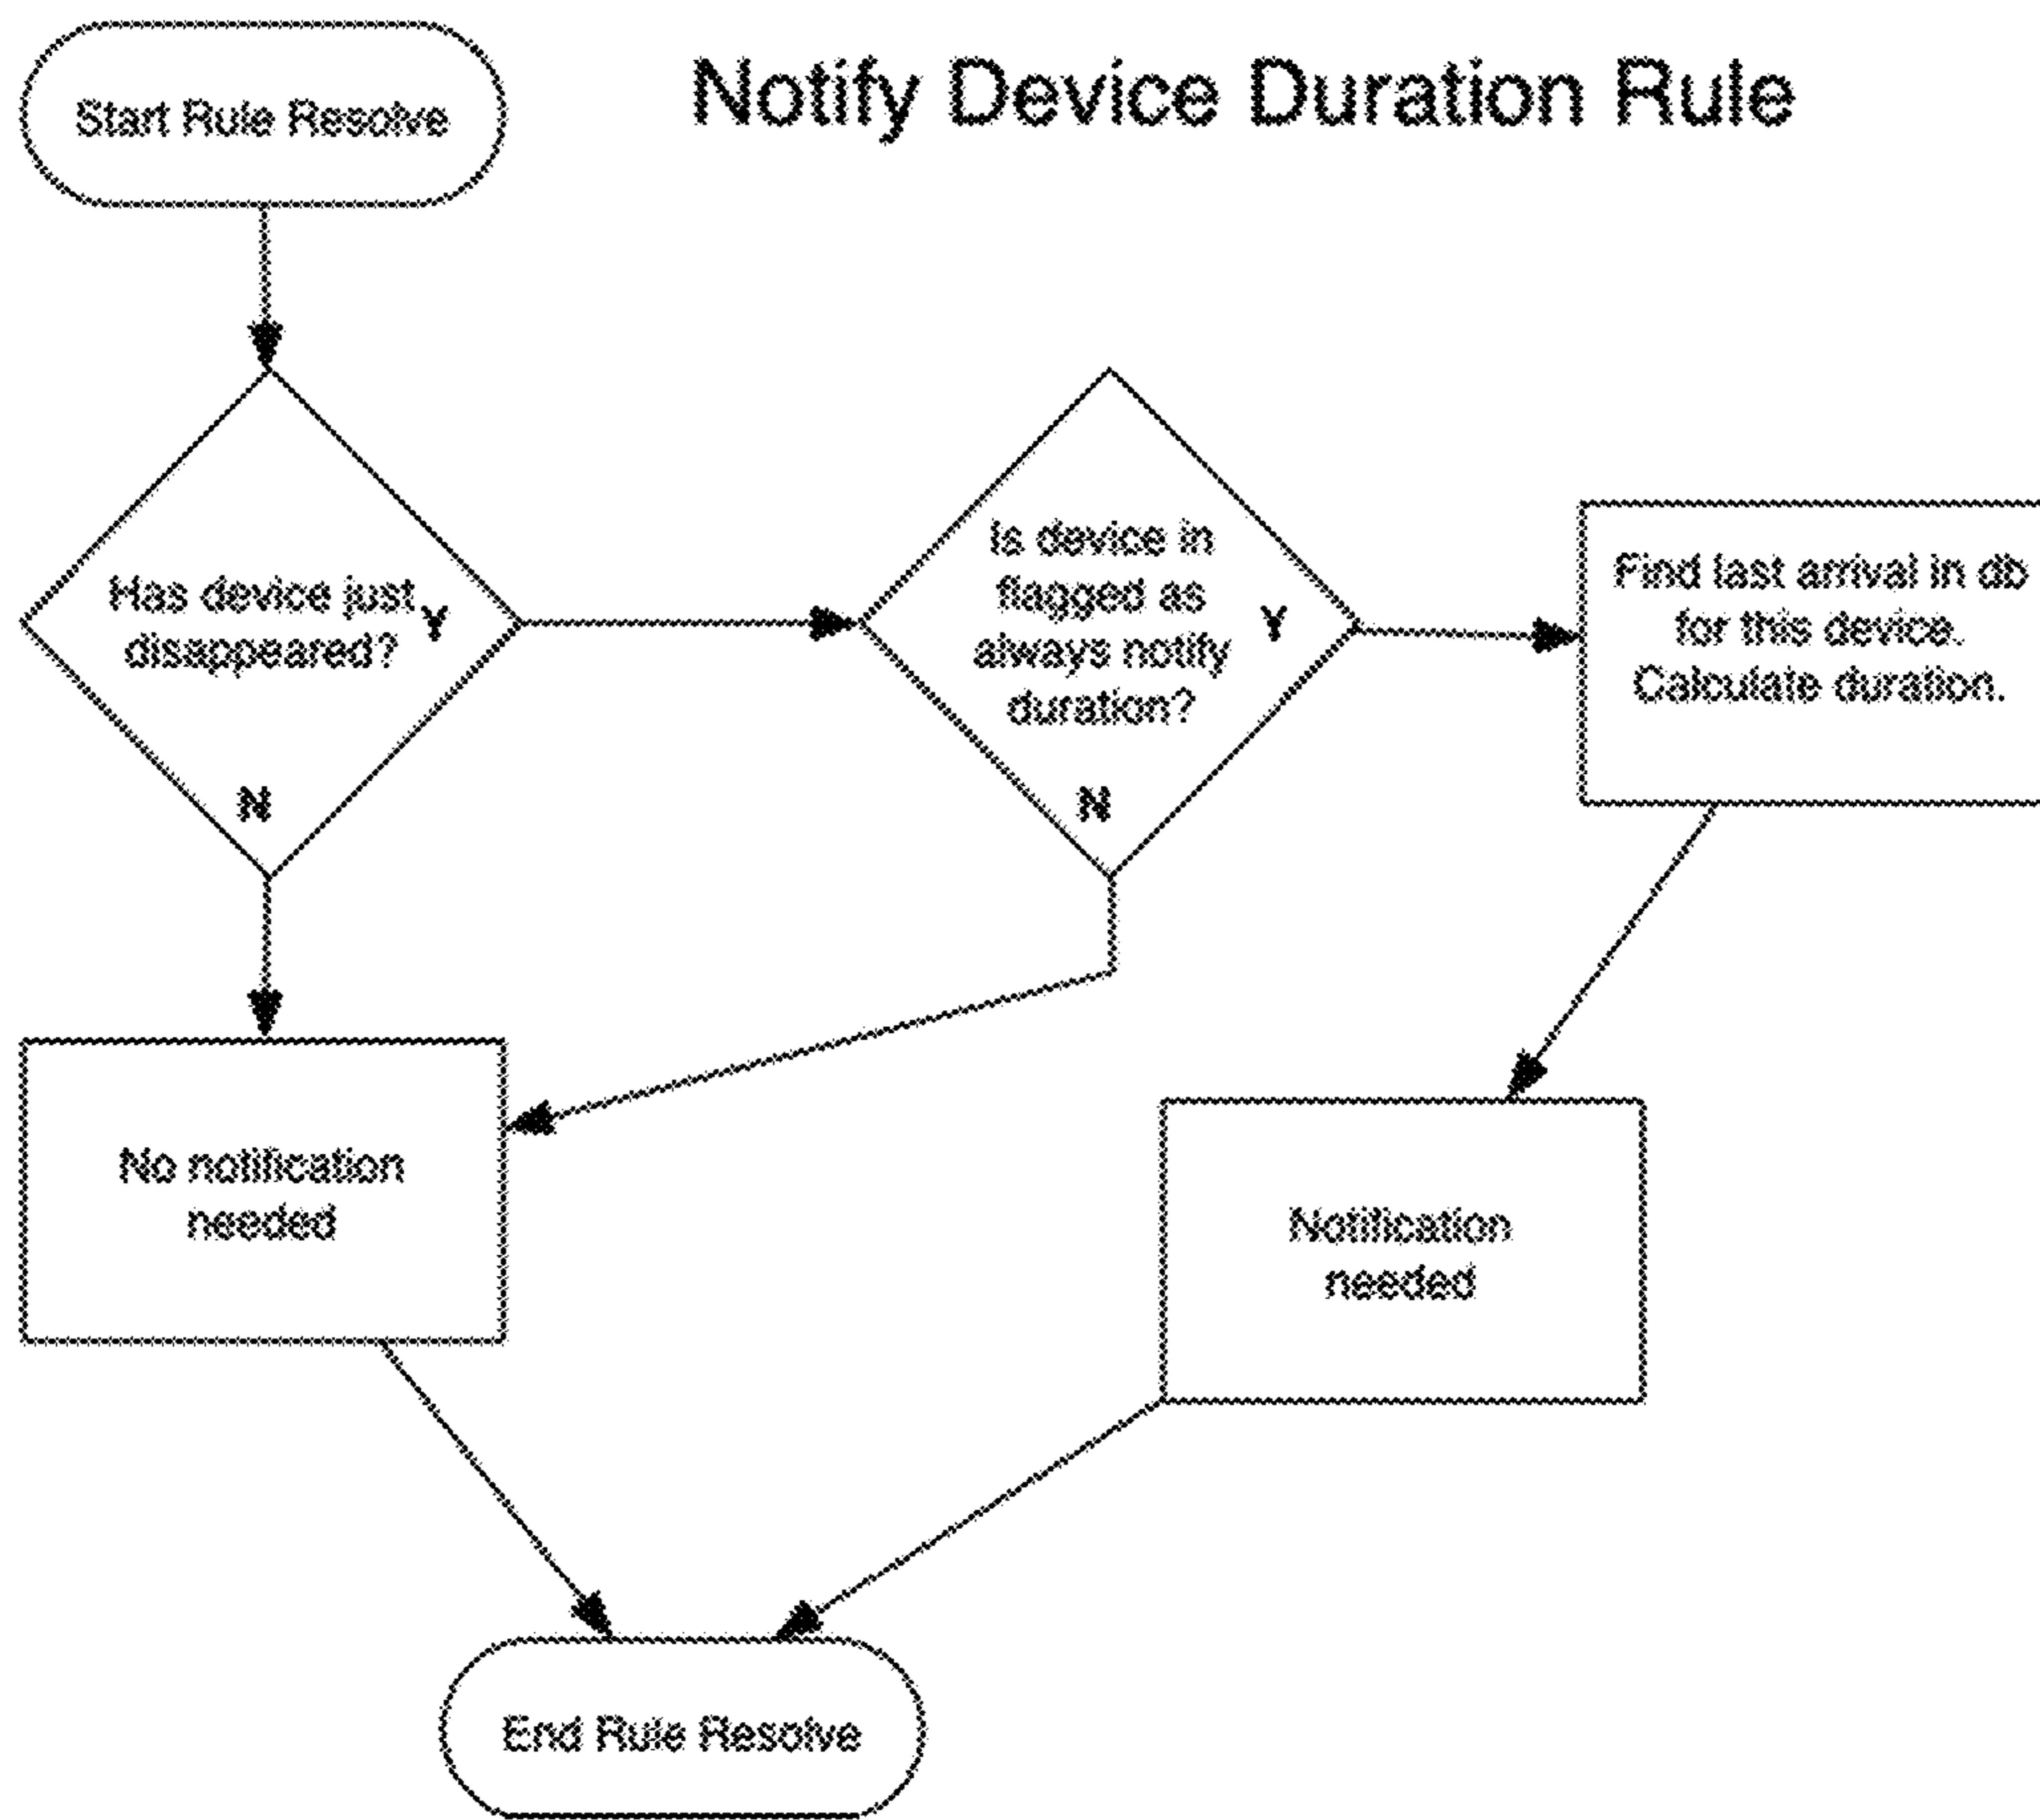 Notify Device Duration Rule
Start Rule Resolve
Has device just
disappeared?
Y
N
Is device in
flagged as
always notify
duration?
Y
N
Find last arrival in db
for this device.
Calculate duration.
No notification
needed
Notification
needed
End Rule Resolve